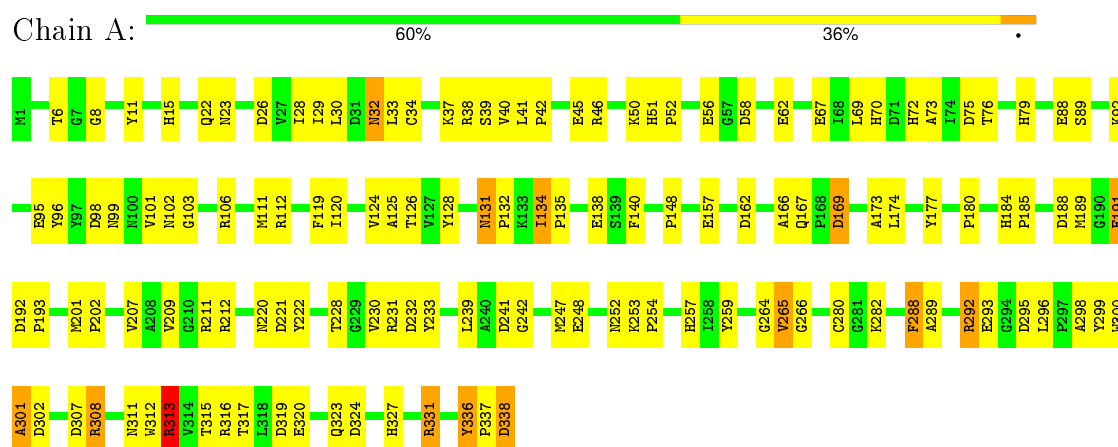 Chain A:
60% 36% •
M1 T6 G7 G8 Y11 H15 Q22 N23 D26 V27 I28 I29 L30 D31 N32 L33 C34 K37 R38 S39 V40 L41 P42 E45 R46 K50 H51 P52 E56 G57 D58 E62 E67 I68 L69 H70 D71 H72 A73 I74 D75 T76 H79 E88 S89 K92
E95 Y96 Y97 D98 N99 N100 V101 N102 G103 R106 M111 R112 F119 I120 V124 A125 T126 V127 Y128 N131 P132 K133 I134 P135 E138 S139 F140 P148 E157 D162 A166 Q167 P168 D169 A173 L174 Y177 P180 H184 P185 D188 M189 G190 E191
D192 P193 M201 P202 V207 A208 V209 G210 R211 R212 N220 D221 Y222 T228 G229 V230 R231 D232 Y233 L239 A240 D241 G242 M247 E248 N252 K253 P254 H257 I258 Y259 G264 V265 G266 C280 G281 K282 F288 A289 R292 E293 G294 D295 L296 P297 A298 Y299 W300
A301 D302 D307 R308 N311 W312 R313 V314 T315 R316 T317 L318 D319 E320 Q323 D324 H327 R331 Y336 P337 D338